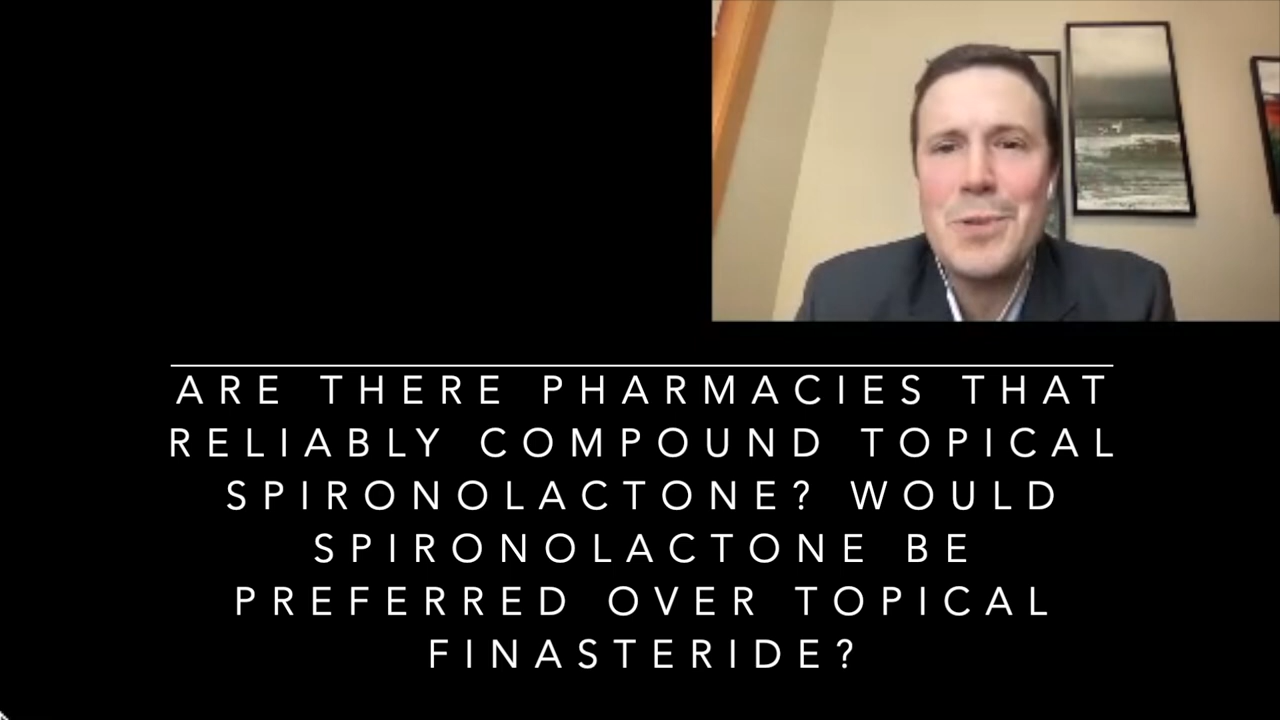 ARE THERE PHARMACIES THAT
RELIABLY COMPOUND TOPICAL
SPIRONOLACTONE? WOULD
SPIRONOLACTONE BE
PREFERRED OVER TOPICAL
FINASTERIDE?